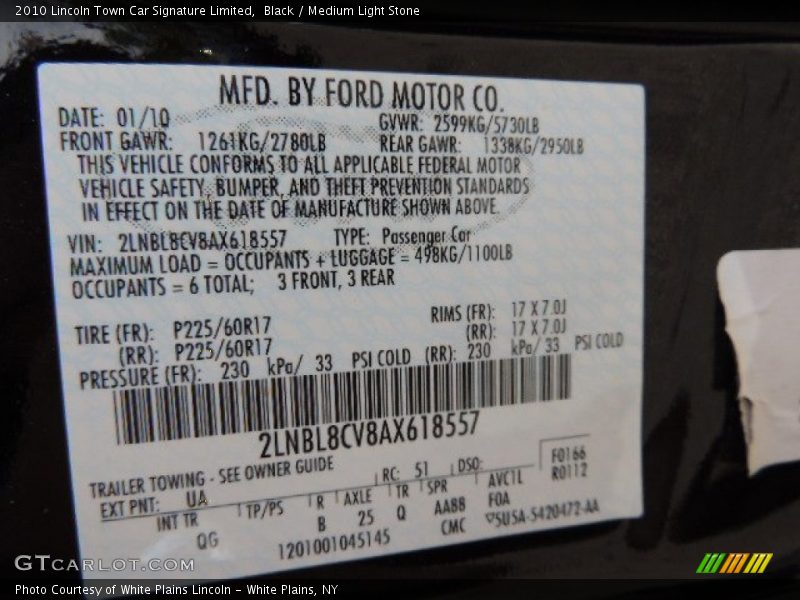 2010 Lincoln Town Car Signature Limited,  Black / Medium Light Stone
MFD. BY FORD MOTOR CO.
DATE: 01/10 GVWR: 2599KG/5730LB
FRONT GAWR: 1261KG/2780LB REAR GAWR: 1338KG/2950LB
THIS VEHICLE CONFORMS TO ALL APPLICABLE FEDERAL MOTOR
VEHICLE SAFETY, BUMPER, AND THEFT PREVENTION STANDARDS
IN EFFECT ON THE DATE OF MANUFACTURE SHOWN ABOVE.
VIN: 2LNBL8CV8AX618557 TYPE: Passenger Car
MAXIMUM LOAD = OCCUPANTS + LUGGAGE = 498KG/1100LB
OCCUPANTS = 6 TOTAL; 3 FRONT, 3 REAR
TIRE (FR): P225/60R17 RIMS (FR): 17 X 7.0J
(RR): P225/60R17 (RR): 17 X 7.0J
PRESSURE (FR): 230 kPa/ 33 PSI COLD (RR): 230 kPa/ 33 PSI COLD
2LNBL8CV8AX618557
TRAILER TOWING - SEE OWNER GUIDE RC: 51 DSO: F0166
EXT PNT: UA R0112
INT TR TP/PS R AXLE TR SPR AVC1L
QG B 25 Q AA88 F0A
1201001045145 CMC ▽5U5A-5420472-AA
GTCARLOT.COM
Photo Courtesy of White Plains Lincoln - White Plains, NY